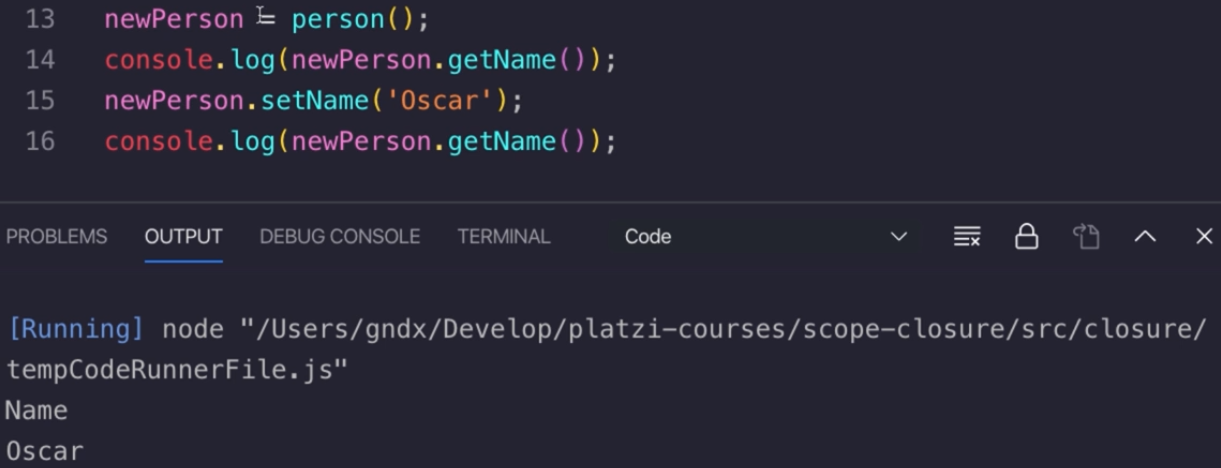 13 newPerson = person();
14 console.log(newPerson.getName());
15 newPerson.setName('Oscar');
16 console.log(newPerson.getName());
PROBLEMS OUTPUT DEBUG CONSOLE TERMINAL Code
[Running] node "/Users/gndx/Develop/platzi-courses/scope-closure/src/closure/
tempCodeRunnerFile.js"
Name
Oscar